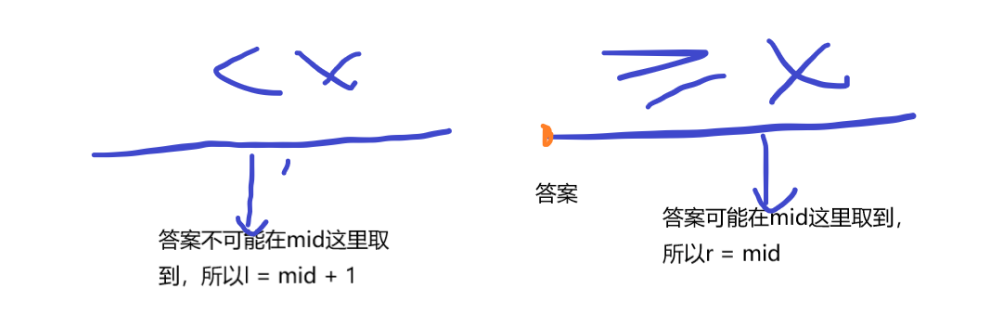 < x
≥ x
答案
答案不可能在mid这里取
到，所以l = mid + 1
答案可能在mid这里取到，
所以r = mid